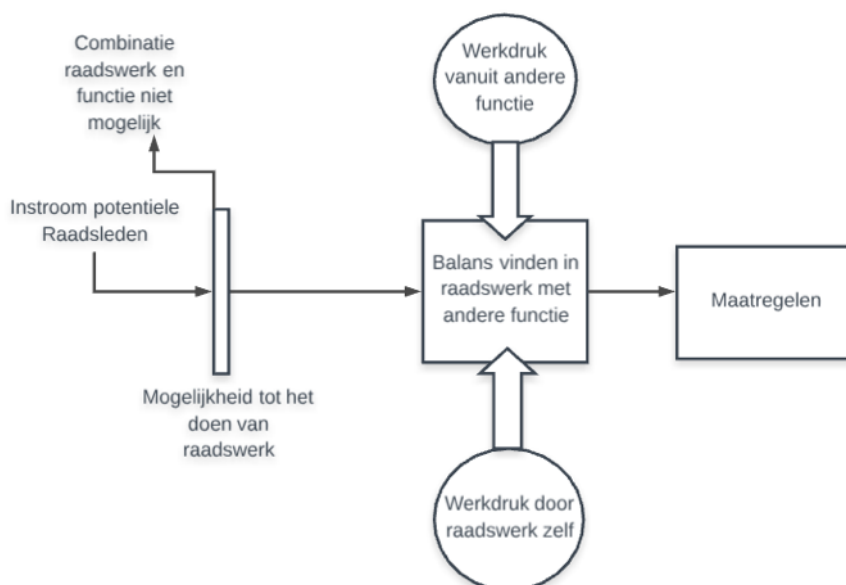 Combinatie
raadswerk en
functie niet
mogelijk
Werkdruk
vanuit andere
functie
Instroom potentiele
Raadsleden
Balans vinden in
raadswerk met
andere functie
Maatregelen
Mogelijkheid tot het
doen van
raadswerk
Werkdruk door
raadswerk zelf